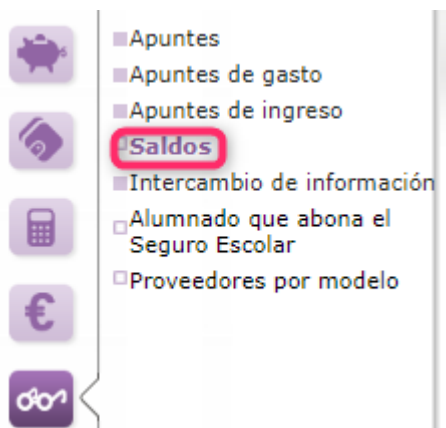 Apuntes
Apuntes de gasto
Apuntes de ingreso
Saldos
Intercambio de información
Alumnado que abona el
Seguro Escolar
Proveedores por modelo
€